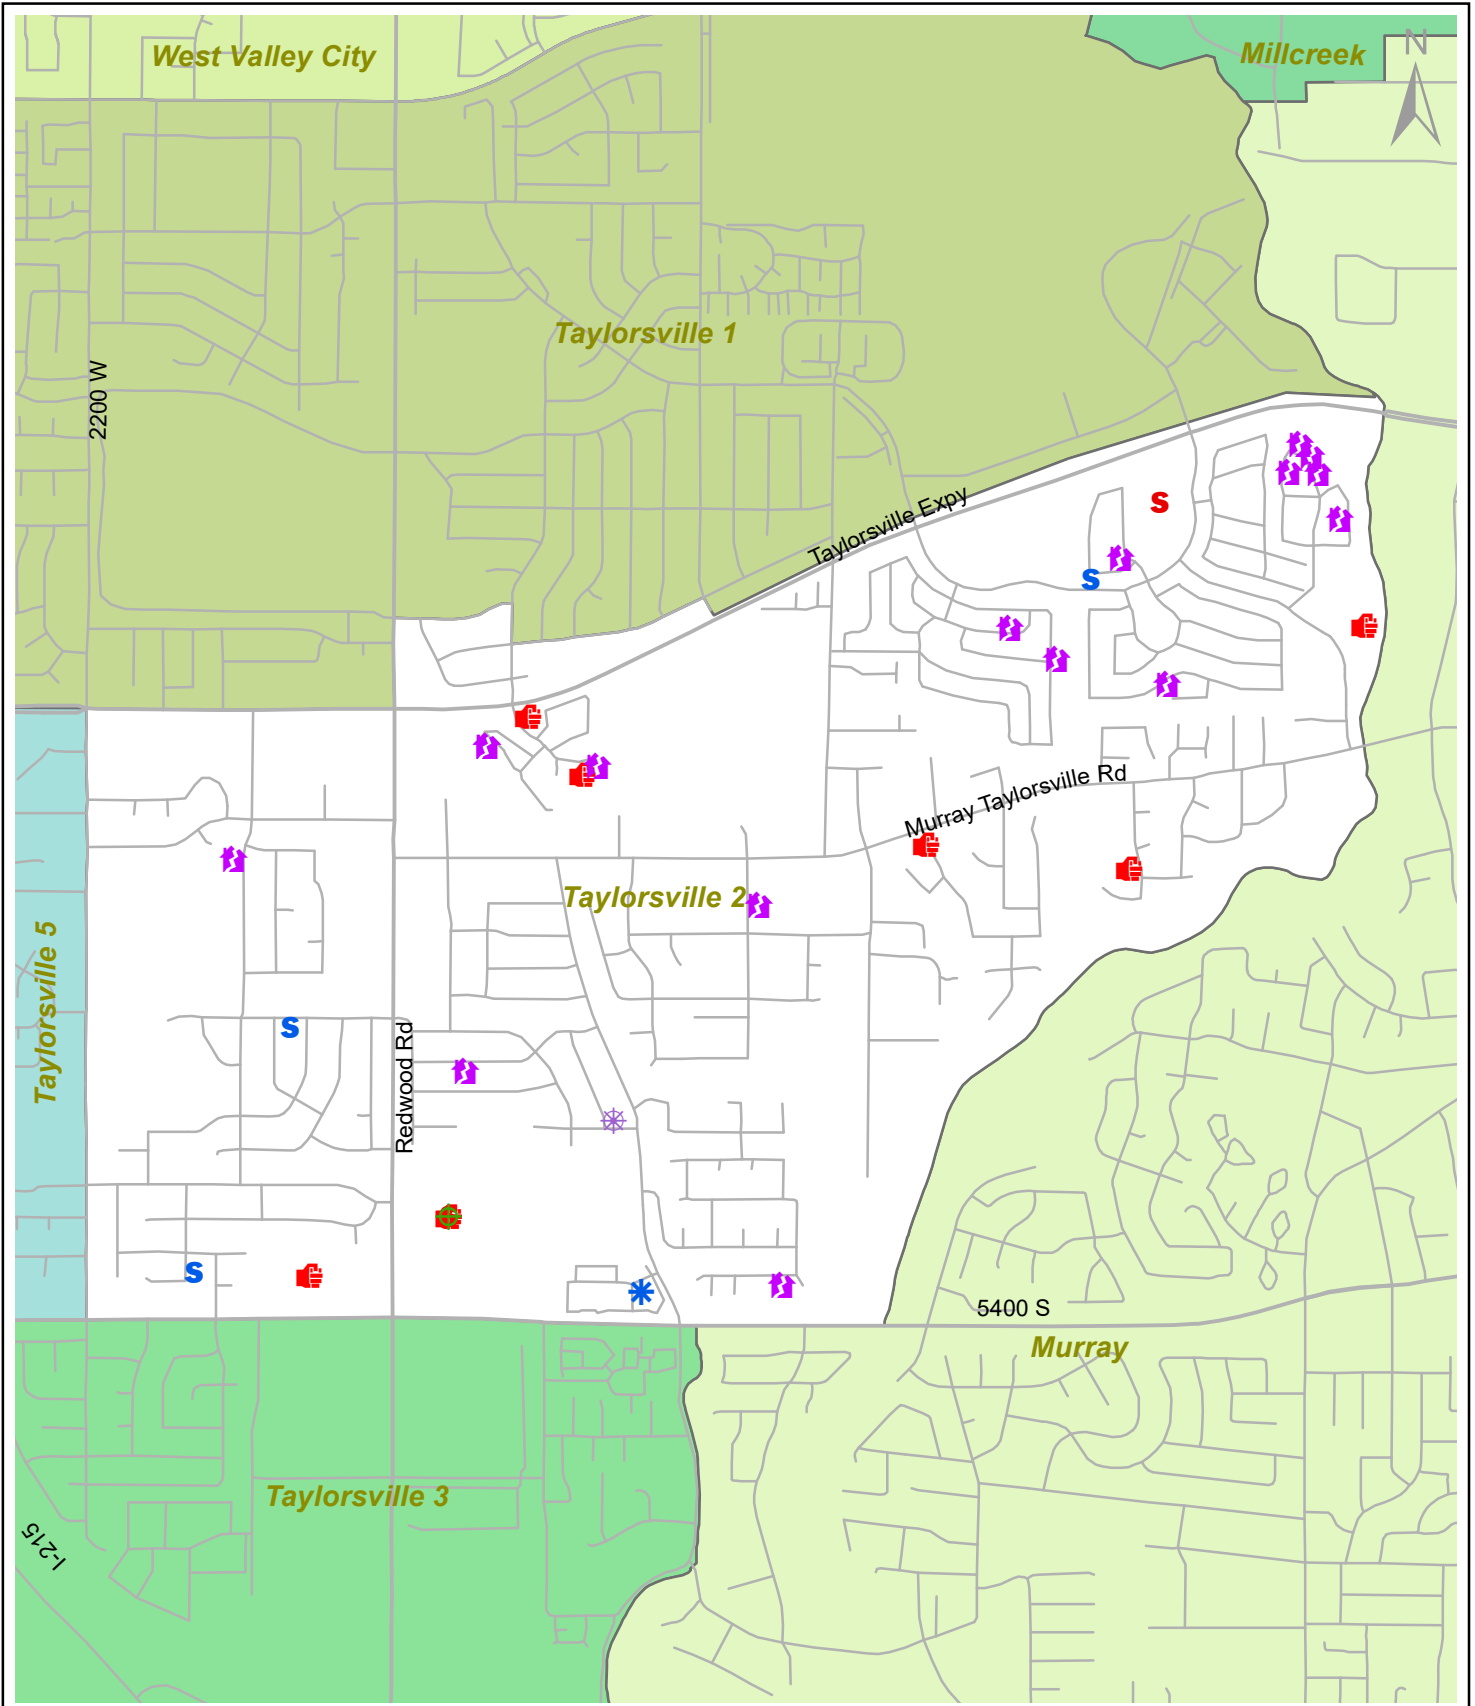 West Valley City
Millcreek
N
Taylorsville 1
2200 W
Taylorsville Expy
S
S
Murray Taylorsville Rd
Taylorsville 2
Taylorsville 5
S
Redwood Rd
S
5400 S
Murray
Taylorsville 3
I-215